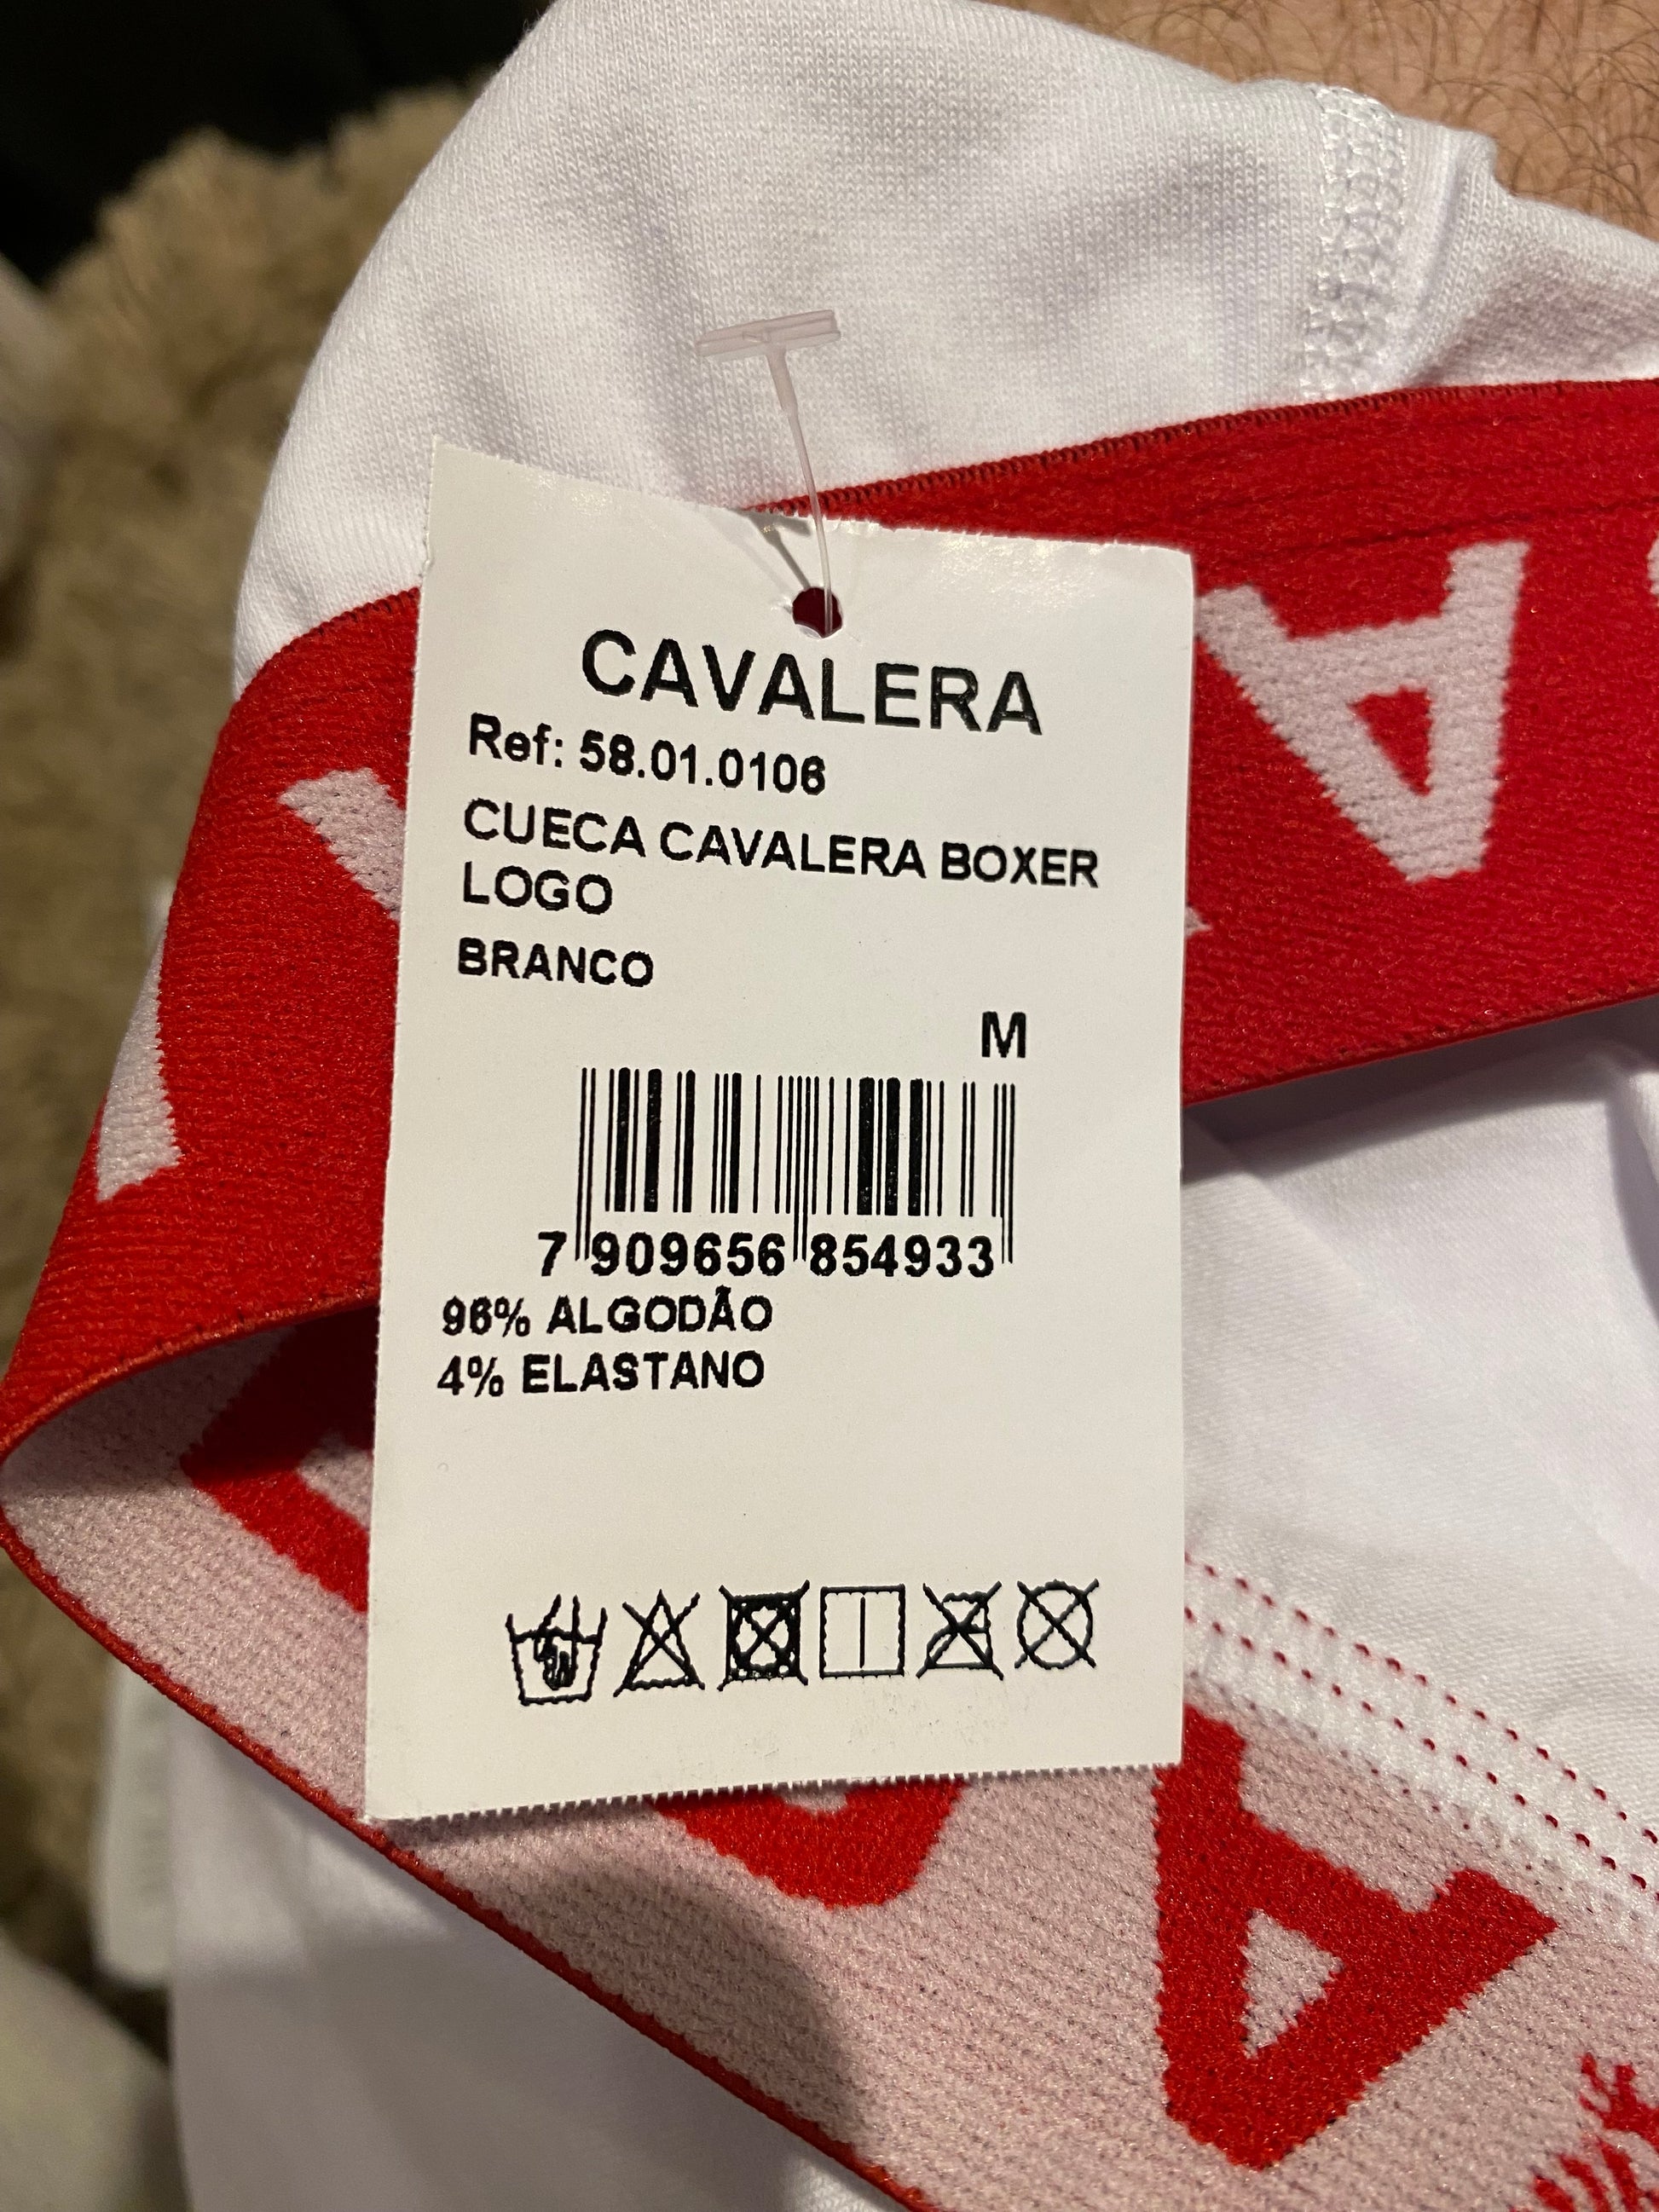 CAVALERA
Ref: 58.01.0106
CUECA CAVALERA BOXER
LOGO
BRANCO
M
7 909656 854933
96% ALGODÃO
4% ELASTANO